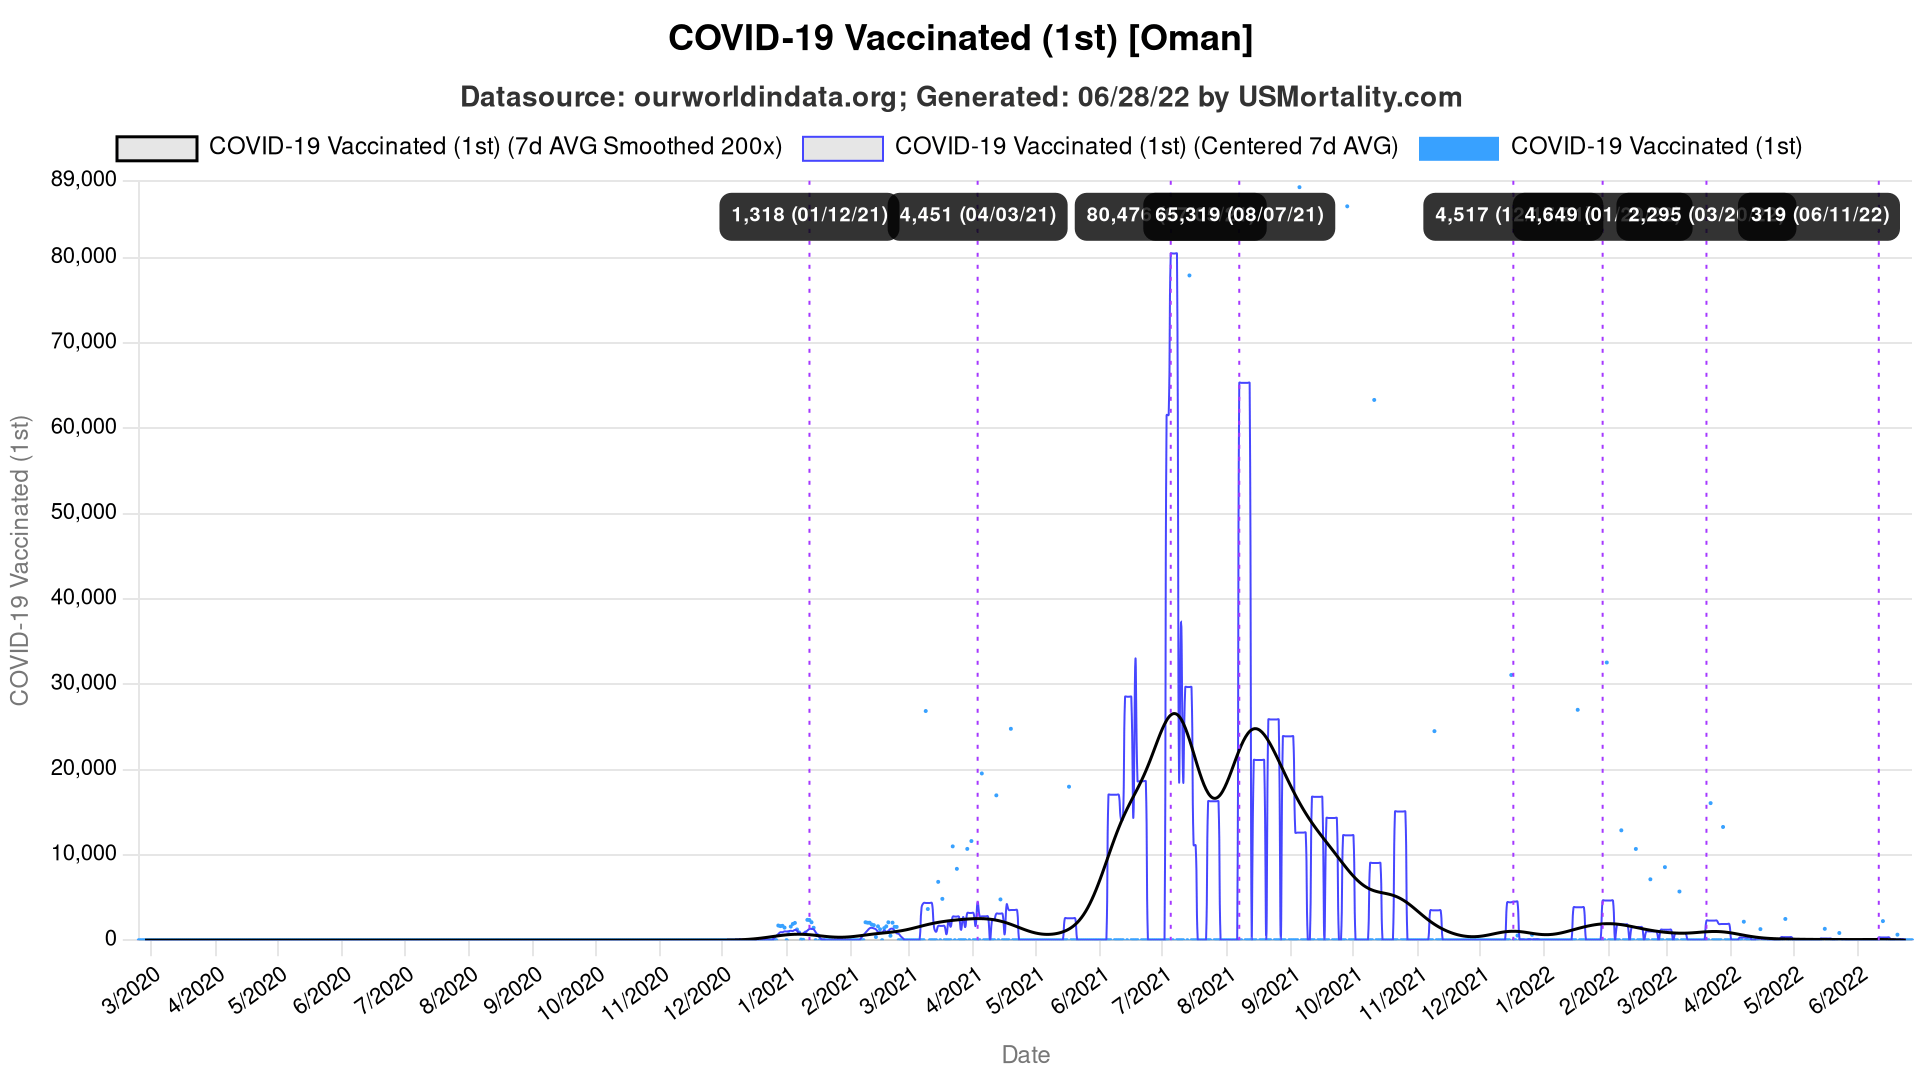 COVID-19 Vaccinated (1st) [Oman]
Datasource: ourworldindata.org; Generated: 06/28/22 by USMortality.com
COVID-19 Vaccinated (1st) (7d AVG Smoothed 200x) COVID-19 Vaccinated (1st) (Centered 7d AVG) COVID-19 Vaccinated (1st)
89,000
80,000
70,000
60,000
50,000
40,000
30,000
20,000
10,000
0
COVID-19 Vaccinated (1st)
1,318 (01/12/21) 4,451 (04/03/21) 80,476 65,319 (08/07/21) 4,517 4,649 2,295 319 (06/11/22)
3/2020 4/2020 5/2020 6/2020 7/2020 8/2020 9/2020 10/2020 11/2020 12/2020 1/2021 2/2021 3/2021 4/2021 5/2021 6/2021 7/2021 8/2021 9/2021 10/2021 11/2021 12/2021 1/2022 2/2022 3/2022 4/2022 5/2022 6/2022
Date